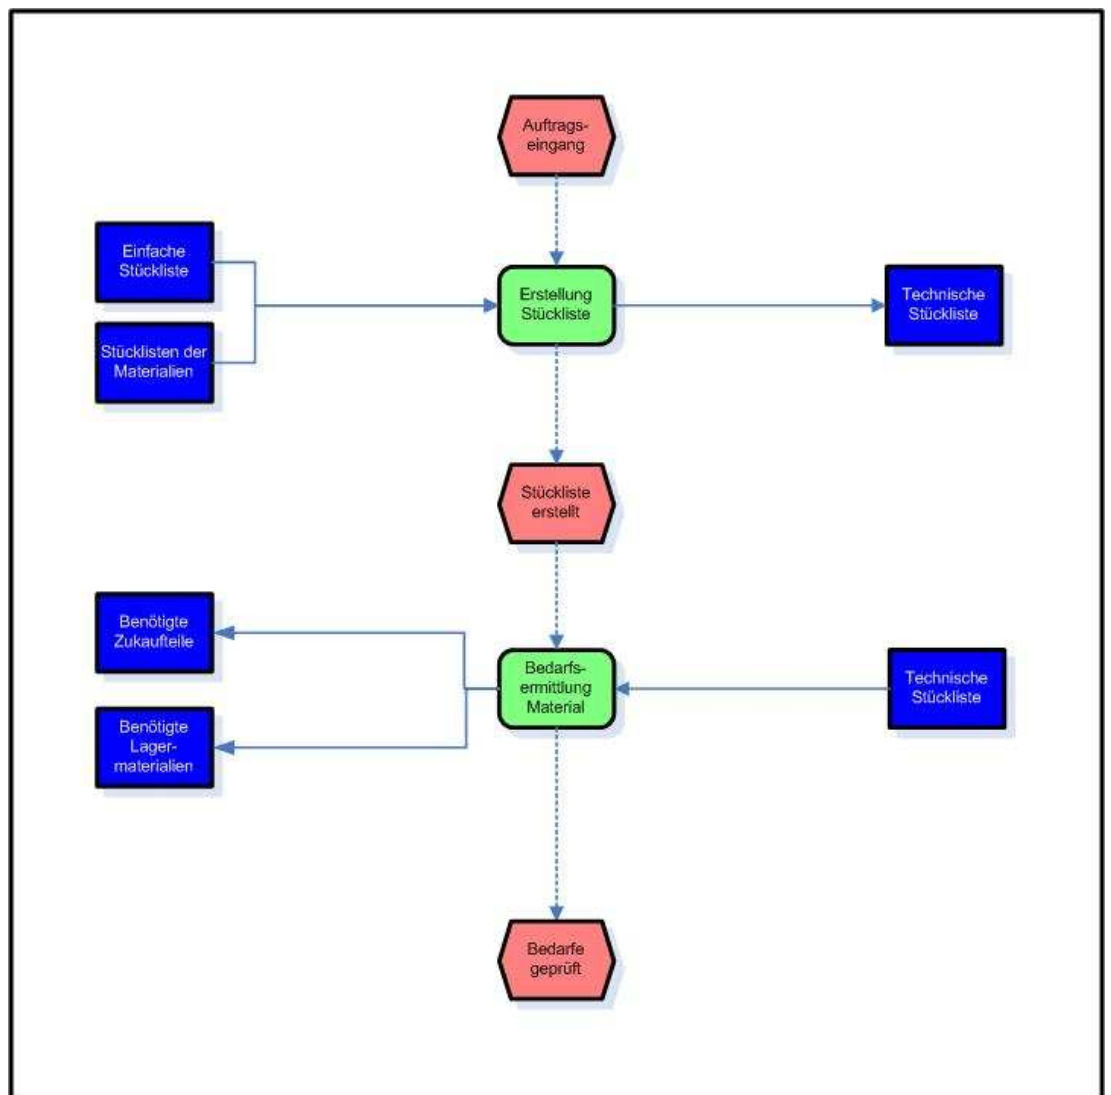 Auftrags-
eingang
Einfache
Stückliste
Stücklisten der
Materialien
Erstellung
Stückliste
Technische
Stückliste
Stückliste
erstellt
Benötigte
Zukaufteile
Benötigte
Lager-
materialien
Bedarfs-
ermittlung
Material
Technische
Stückliste
Bedarfe
geprüft